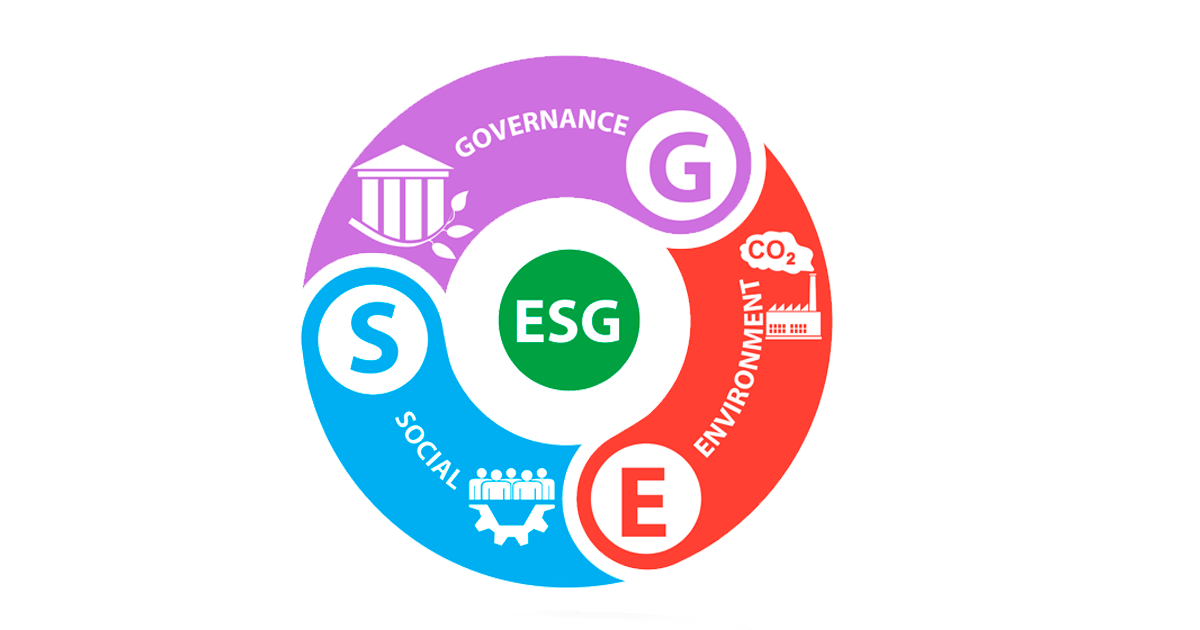 GOVERNANCE
G
CO₂
ENVIRONMENT
E
SOCIAL
S
ESG